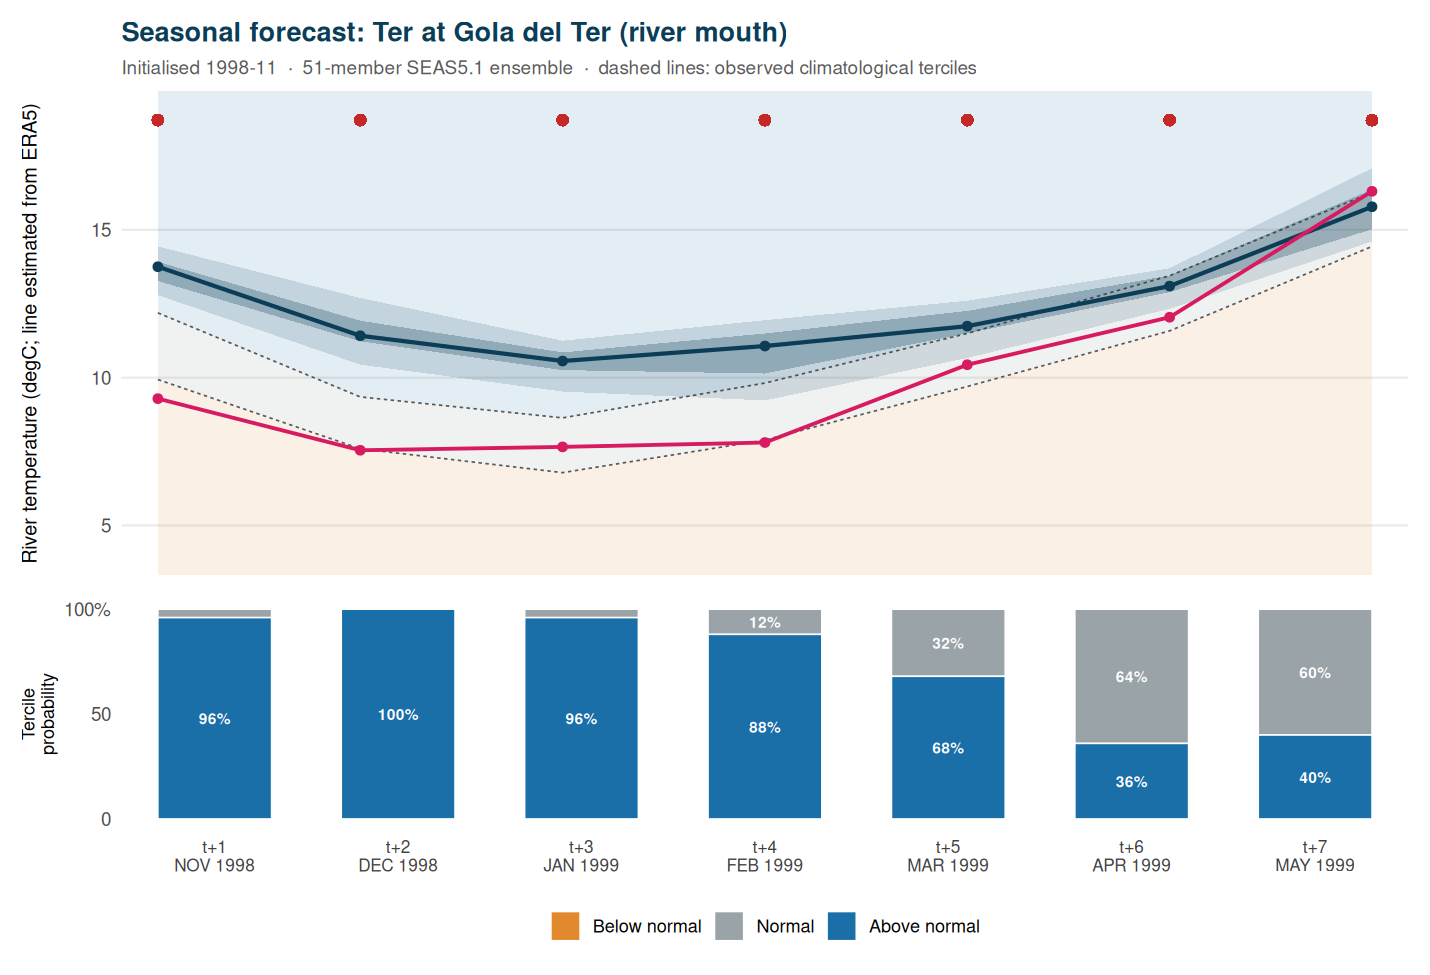 Seasonal forecast: Ter at Gola del Ter (river mouth)
Initialised 1998-11 · 51-member SEAS5.1 ensemble · dashed lines: observed climatological terciles
River temperature (degC; line estimated from ERA5)
15
10
5
Tercile
probability
100%
50
0
96%
100%
96%
12%
88%
32%
68%
64%
36%
60%
40%
t+1
NOV 1998
t+2
DEC 1998
t+3
JAN 1999
t+4
FEB 1999
t+5
MAR 1999
t+6
APR 1999
t+7
MAY 1999
Below normal
Normal
Above normal